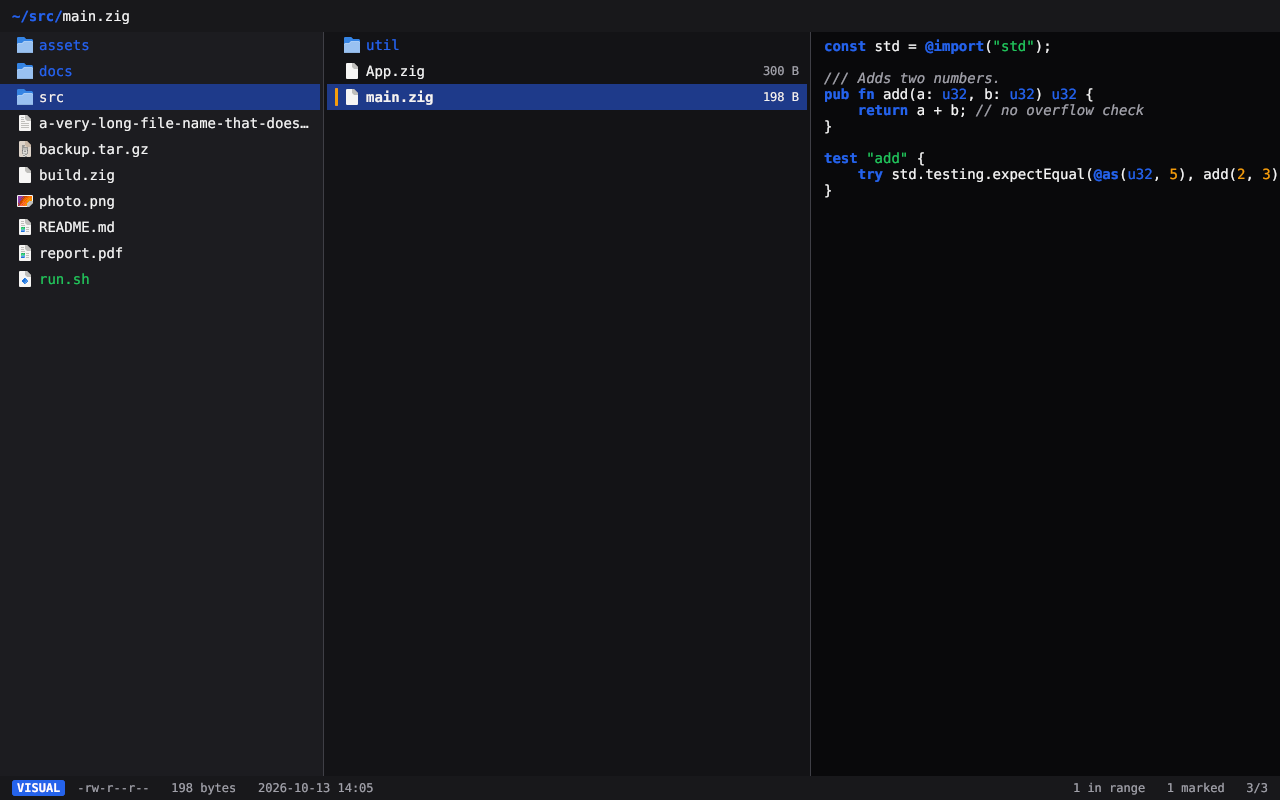 ~/src/main.zig
assets
docs
src
a-very-long-file-name-that-does…
backup.tar.gz
build.zig
photo.png
README.md
report.pdf
run.sh
util
App.zig 300 B
main.zig 198 B
const std = @import("std");
/// Adds two numbers.
pub fn add(a: u32, b: u32) u32 {
    return a + b; // no overflow check
}
test "add" {
    try std.testing.expectEqual(@as(u32, 5), add(2, 3)
}
VISUAL -rw-r--r-- 198 bytes 2026-10-13 14:05 1 in range 1 marked 3/3